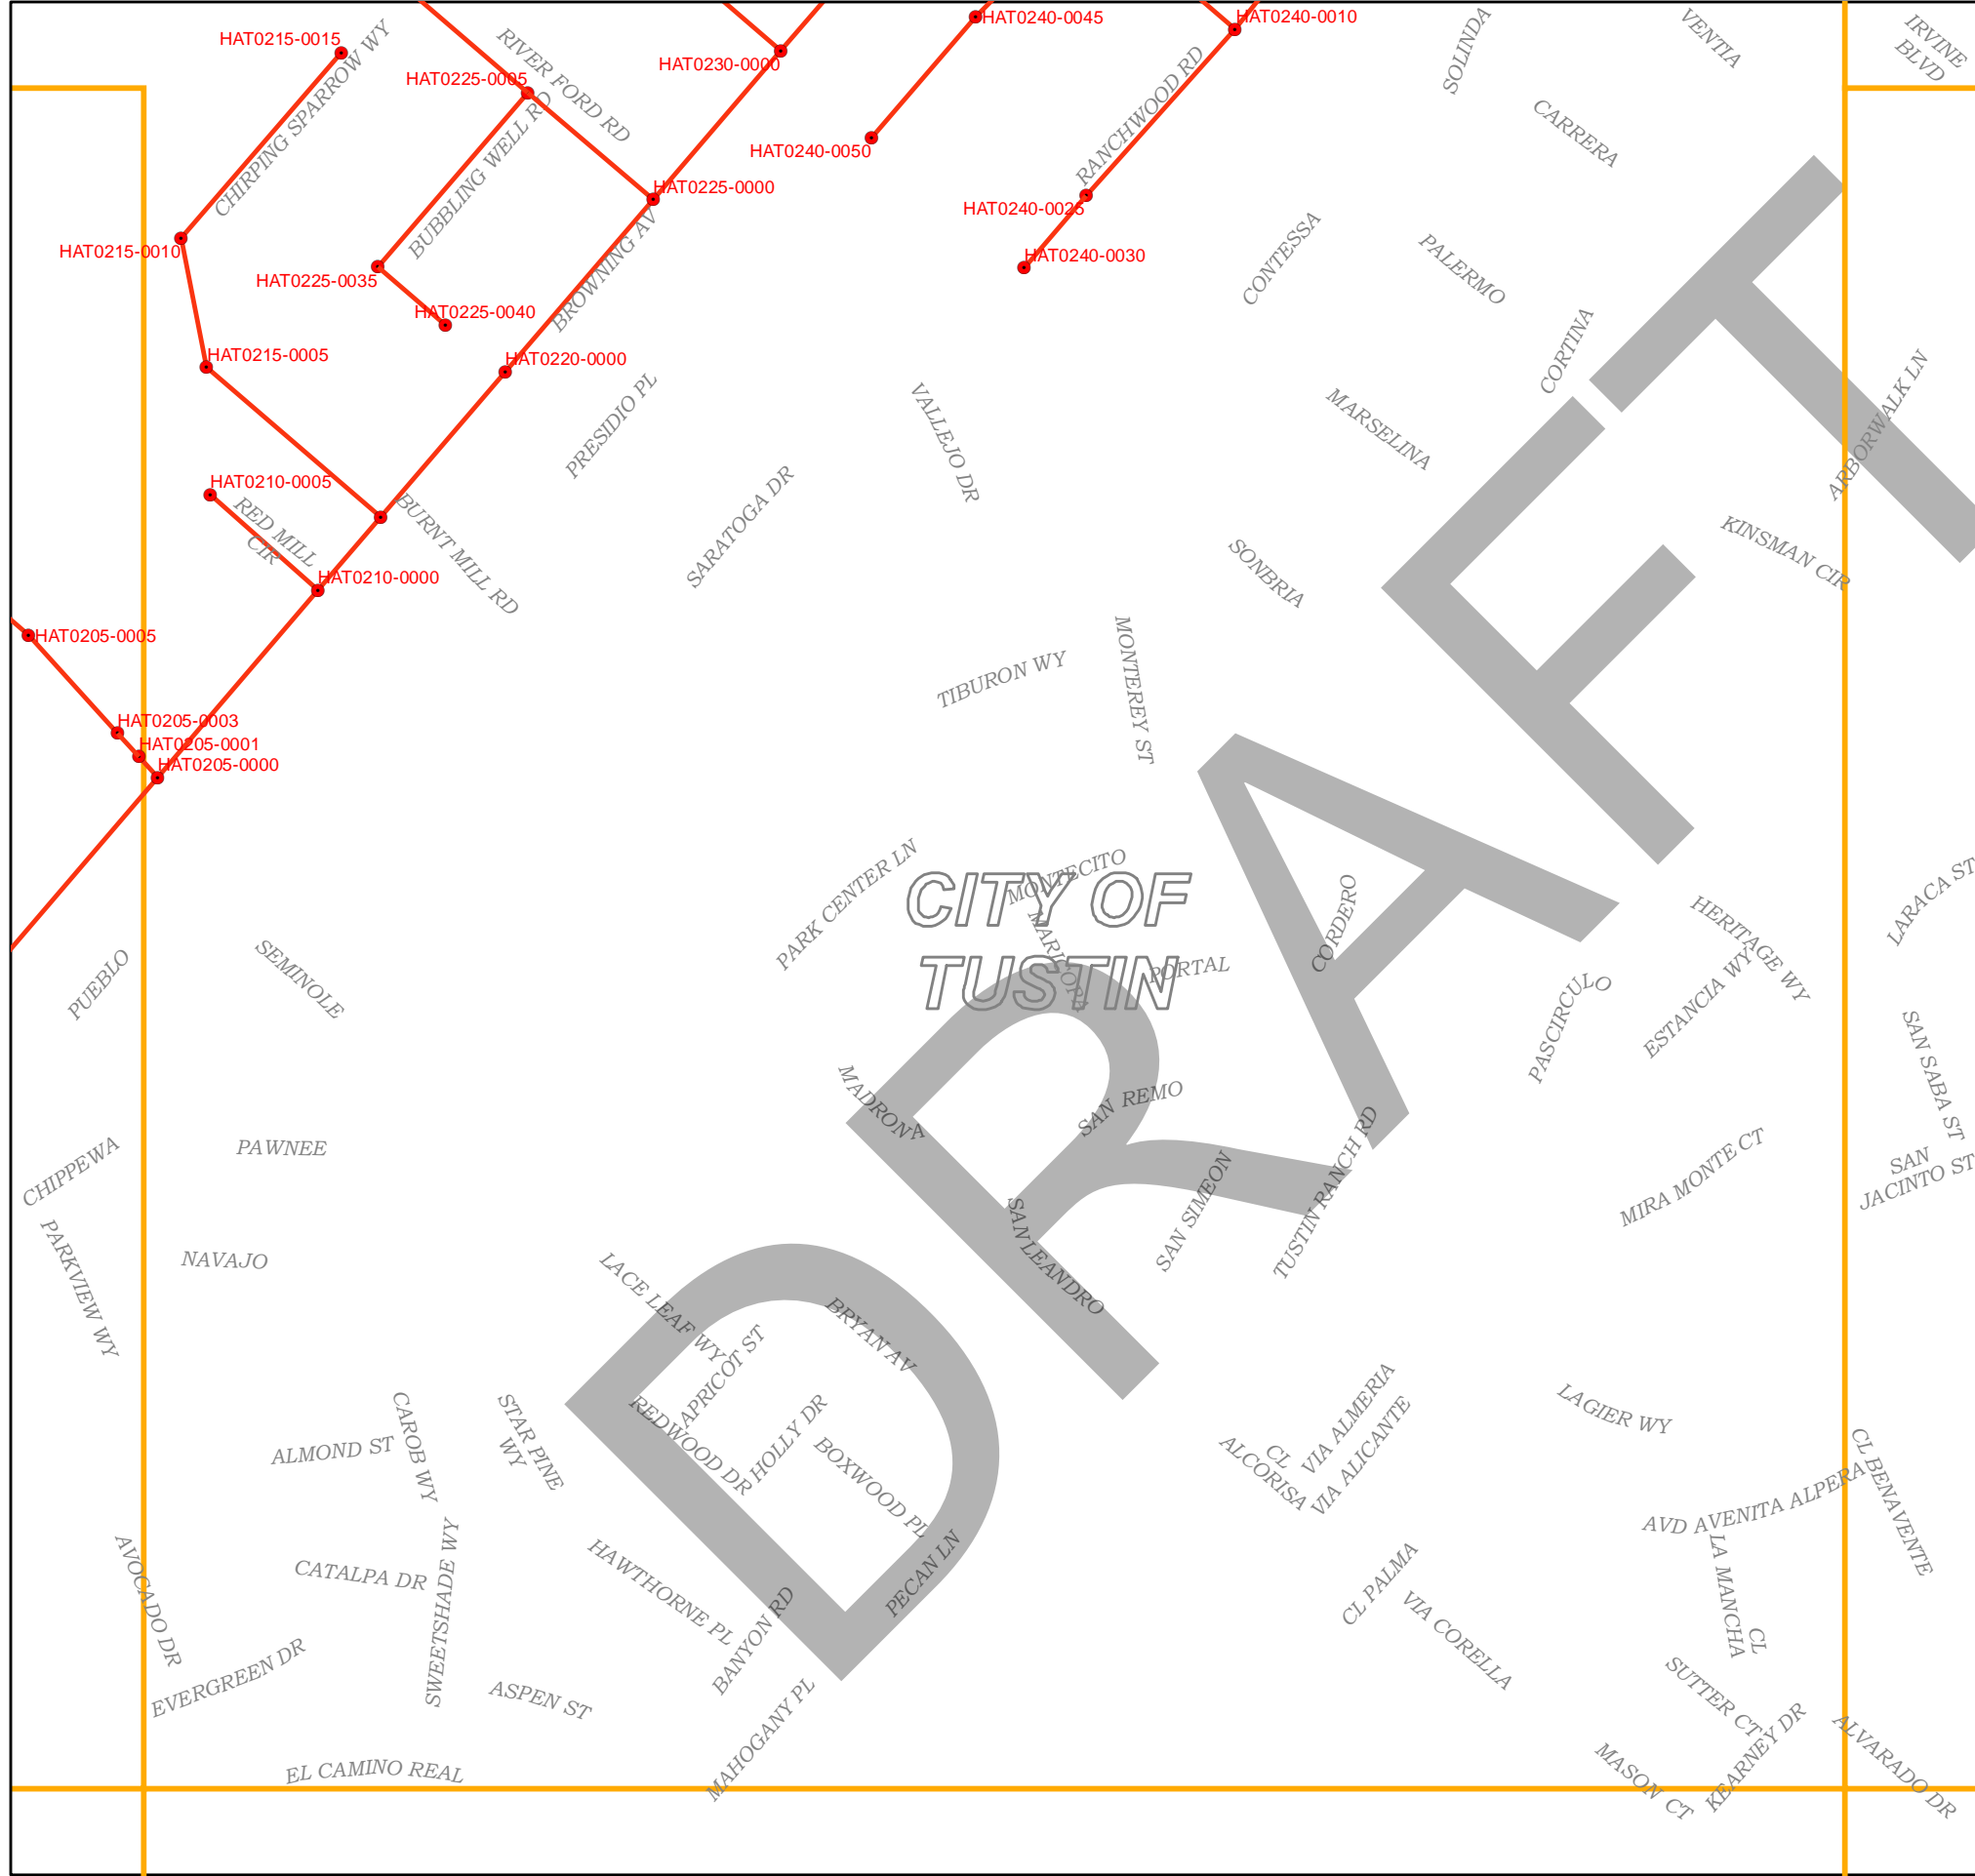 HAT0240-0045
HAT0240-0010
HAT0215-0015
CHIRPING SPARROW WY
RIVER FORD RD
HAT0225-0005
HAT0230-0000
SOLINDA
VENTIA
IRVINE
BLVD
BUBBLING WELL RD
HAT0240-0050
RANCHWOOD RD
CARRERA
HAT0225-0000
HAT0240-0025
HAT0215-0010
HAT0225-0035
BROWNING AV
HAT0240-0030
CONTESSA
PALERMO
HAT0225-0040
HAT0215-0005
HAT0220-0000
PRESIDIO PL
VALLEJO DR
MARSELINA
CORTINA
ARBORWALK LN
HAT0210-0005
RED MILL
CIR
BURNT MILL RD
SARATOGA DR
SONBRIA
KINSMAN CIR
HAT0210-0000
HAT0205-0005
TIBURON WY
MONTEREY ST
HAT0205-0003
HAT0205-0001
HAT0205-0000
PARK CENTER LN
MONTECITO
CITY OF
TUSTIN
MARICOPA
PORTAL
CORDERO
HERITAGE WY
LARACA ST
PUEBLO
SEMINOLE
PASCIRCULO
ESTANCIA WY
SAN SABA ST
MADRONA
SAN REMO
DRAFT
CHIPPEWA
PAWNEE
SAN SIMEON
TUSTIN RANCH RD
MIRA MONTE CT
SAN
JACINTO ST
PARKVIEW WY
NAVAJO
SAN LEANDRO
LACE LEAF WY
BRYAN AV
APRICOT ST
REDWOOD DR
HOLLY DR
BOXWOOD PL
PECAN LN
ALMOND ST
CAROB WY
STAR PINE
WY
CL
ALCORISA
VIA ALMERIA
VIA ALICANTE
LAGIER WY
CL BENAVENTE
AVD AVENITA ALPERA
AVOCADO DR
CATALPA DR
SWEETSHADE WY
HAWTHORNE PL
BANYON RD
CL PALMA
VIA CORELLA
CL
LA MANCHA
EVERGREEN DR
ASPEN ST
MAHOGANY PL
SUTTER CT
KEARNEY DR
ALVARADO DR
MASON CT
EL CAMINO REAL